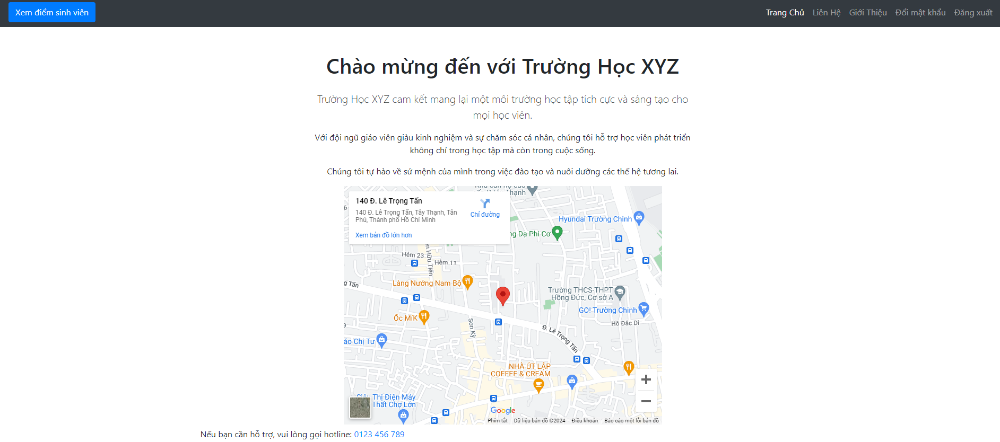 Xem điểm sinh viên
Trang Chủ
Liên Hệ
Giới Thiệu
Đổi mật khẩu
Đăng xuất
Chào mừng đến với Trường Học XYZ
Trường Học XYZ cam kết mang lại một môi trường học tập tích cực và sáng tạo cho
mọi học viên.
Với đội ngũ giáo viên giàu kinh nghiệm và sự chăm sóc cá nhân, chúng tôi hỗ trợ học viên phát triển
không chỉ trong học tập mà còn trong cuộc sống.
Chúng tôi tự hào về sứ mệnh của mình trong việc đào tạo và nuôi dưỡng các thế hệ tương lai.
Thạnh
140 Đ. Lê Trọng Tấn
140 Đ. Lê Trọng Tấn, Tây Thạnh, Tân
Phú, Thành phố Hồ Chí Minh
Chỉ đường
Xem bản đồ lớn hơn
Hyundai Trường Chinh
Dạ Phi Cơ
Hẻm 23
Hẻm 11
Hữu Tiến
Làng Nướng Nam Bộ
Tấn
Trường THCS-THPT
Hồng Đức, Cơ sở A
GO! Trường Chinh
Ốc MíK
Hồ Đắc Di
Sơn Kỳ
Đ. Lê Trọng Tấn
Chị Tư
NHÀ ÚT LẬP
COFFEE & CREAM
Siêu Thị Điện Máy
Thất Chợ Lớn
Google
Phím tắt
Dữ liệu bản đồ ©2024
Điều khoản
Báo cáo một lỗi bản đồ
Nếu bạn cần hỗ trợ, vui lòng gọi hotline: 0123 456 789